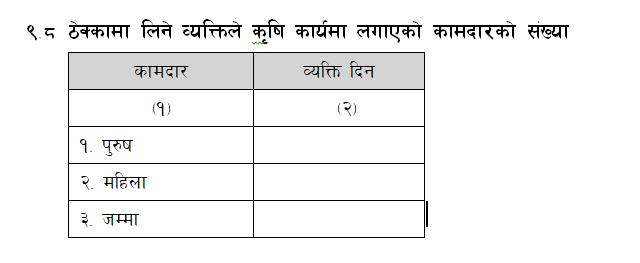 ९.८ ठेक्कामा लिने व्यक्तिले कृषि कार्यमा लगाएको कामदारको संख्या
कामदार व्यक्ति दिन
(१) (२)
१. पुरुष
२. महिला
३. जम्मा